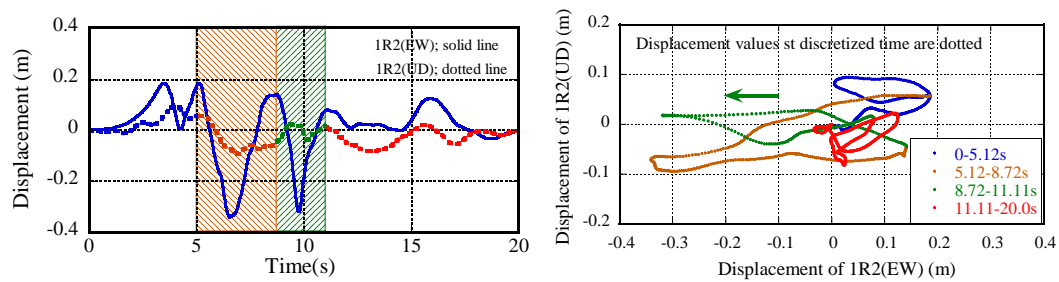 Displacement (m)
0.4
0.2
0
-0.2
-0.4
1R2(EW); solid line
1R2(UD); dotted line
0 5 10 15 20
Time(s)
Displacement of 1R2(UD) (m)
0.2
0.1
0
-0.1
-0.2
Displacement values st discretized time are dotted
0-5.12s
5.12-8.72s
8.72-11.11s
11.11-20.0s
-0.4 -0.3 -0.2 -0.1 0 0.1 0.2 0.3 0.4
Displacement of 1R2(EW) (m)